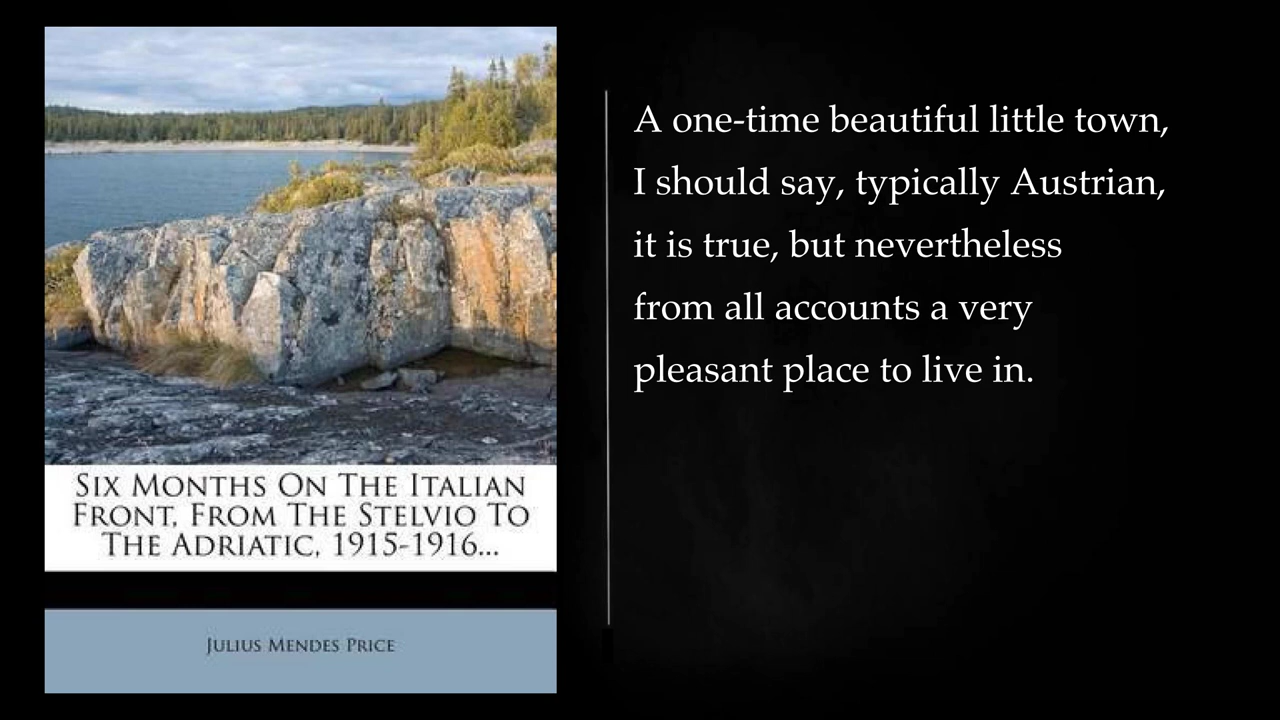 SIX MONTHS ON THE ITALIAN
FRONT, FROM THE STELVIO TO
THE ADRIATIC, 1915-1916...
JULIUS MENDES PRICE
A one-time beautiful little town,
I should say, typically Austrian,
it is true, but nevertheless
from all accounts a very
pleasant place to live in.